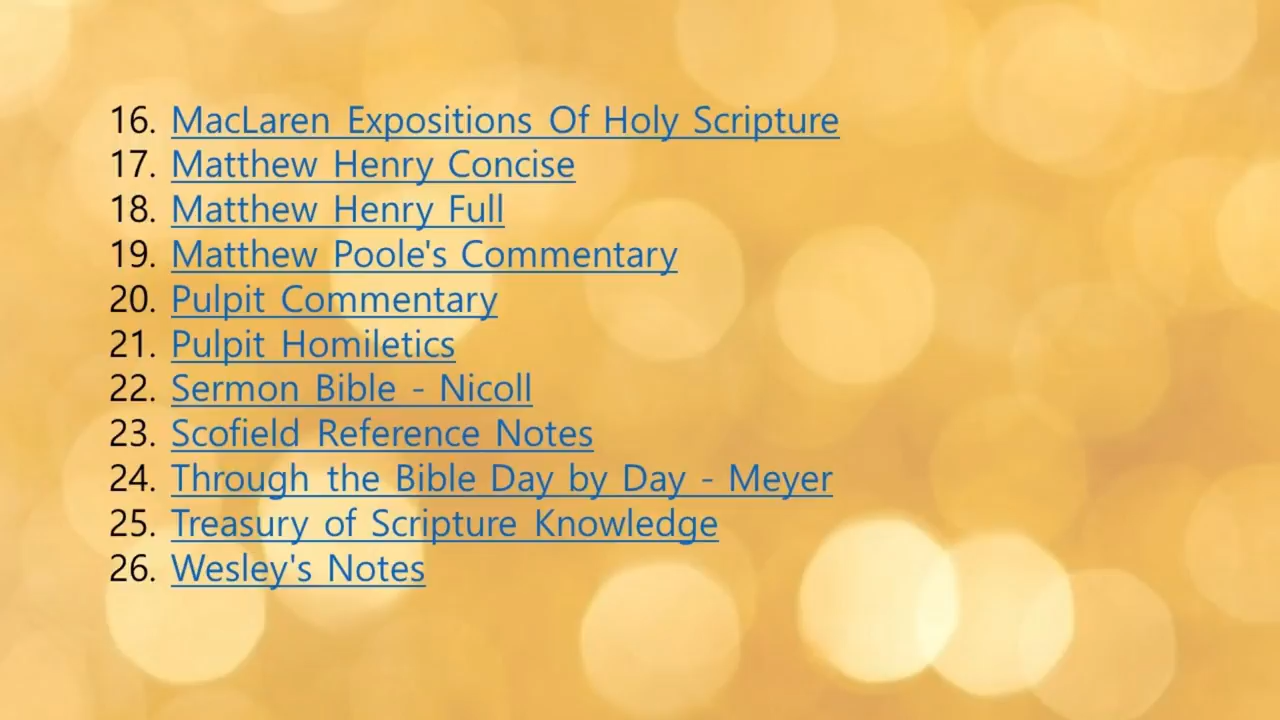 16. MacLaren Expositions Of Holy Scripture
17. Matthew Henry Concise
18. Matthew Henry Full
19. Matthew Poole's Commentary
20. Pulpit Commentary
21. Pulpit Homiletics
22. Sermon Bible - Nicoll
23. Scofield Reference Notes
24. Through the Bible Day by Day - Meyer
25. Treasury of Scripture Knowledge
26. Wesley's Notes